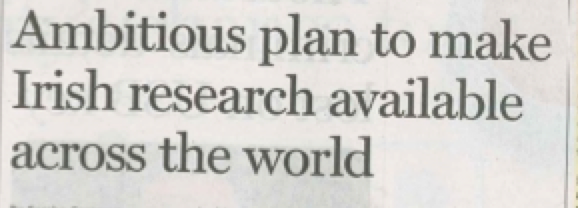 Ambitious plan to make
Irish research available
across the world